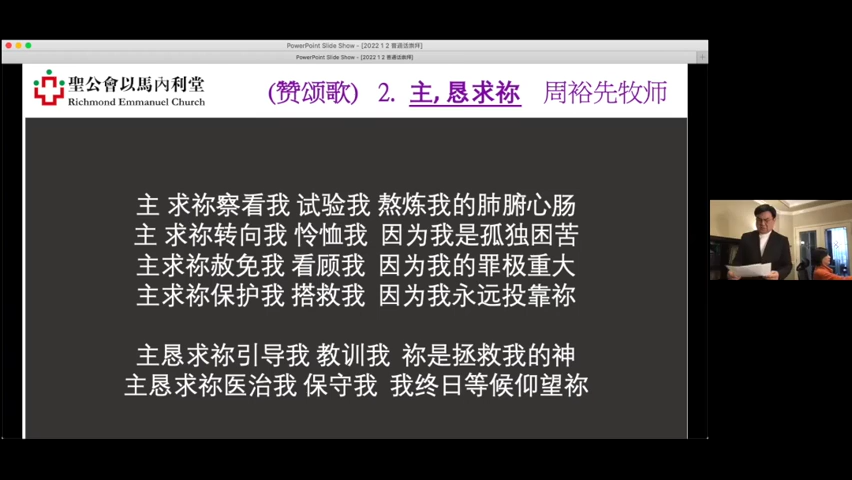 PowerPoint Slide Show - [2022 1 2 普通话崇拜]
PowerPoint Slide Show - [2022 1 2 普通话崇拜]
聖公會以馬內利堂
Richmond Emmanuel Church
(赞颂歌) 2. 主, 恳求祢 周裕先牧师
主 求祢察看我 试验我 熬炼我的肺腑心肠
主 求祢转向我 怜恤我 因为我是孤独困苦
主求祢赦免我 看顾我 因为我的罪极重大
主求祢保护我 搭救我 因为我永远投靠祢
主恳求祢引导我 教训我 祢是拯救我的神
主恳求祢医治我 保守我 我终日等候仰望祢